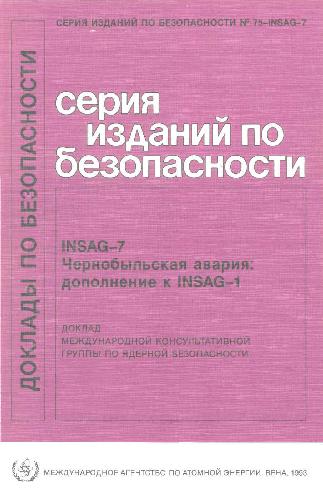 СЕРИЯ ИЗДАНИЙ ПО БЕЗОПАСНОСТИ № 75–INSAG–7
ДОКЛАДЫ ПО БЕЗОПАСНОСТИ
серия
изданий по
безопасности
INSAG–7
Чернобыльская авария:
дополнение к INSAG–1
ДОКЛАД
МЕЖДУНАРОДНОЙ КОНСУЛЬТАТИВНОЙ
ГРУППЫ ПО ЯДЕРНОЙ БЕЗОПАСНОСТИ
МЕЖДУНАРОДНОЕ АГЕНТСТВО ПО АТОМНОЙ ЭНЕРГИИ, ВЕНА, 1993